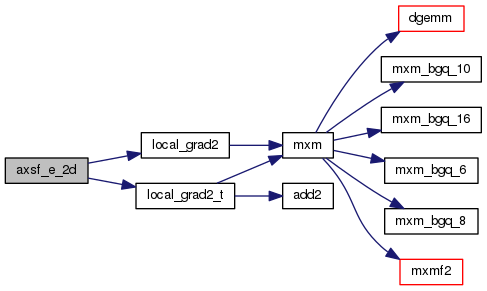 axsf_e_2d
local_grad2
local_grad2_t
mxm
add2
dgemm
mxm_bgq_10
mxm_bgq_16
mxm_bgq_6
mxm_bgq_8
mxmf2